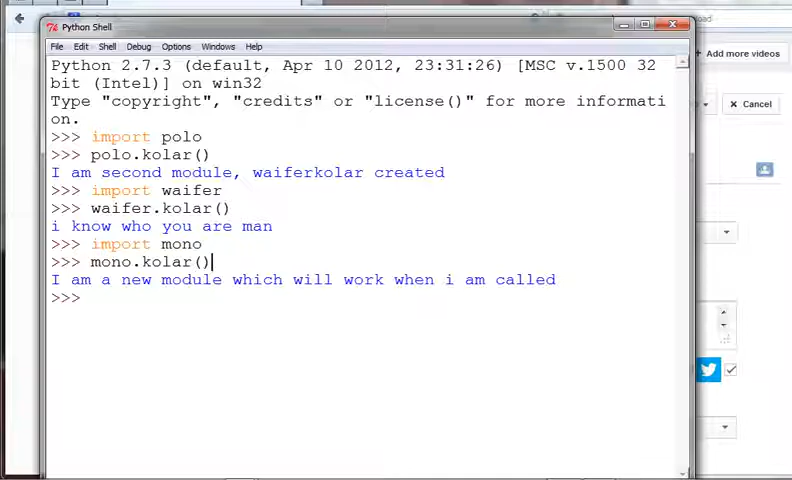 Python Shell
File Edit Shell Debug Options Windows Help
Python 2.7.3 (default, Apr 10 2012, 23:31:26) [MSC v.1500 32
bit (Intel)] on win32
Type "copyright", "credits" or "license()" for more informati
on.
>>> import polo
>>> polo.kolar()
I am second module, waiferkolar created
>>> import waifer
>>> waifer.kolar()
i know who you are man
>>> import mono
>>> mono.kolar()
I am a new module which will work when i am called
>>>
Add more videos
Cancel